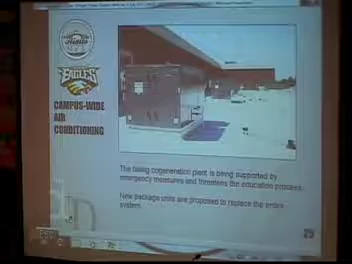 EAGLES
CAMPUS-WIDE
AIR
CONDITIONING
The failing cogeneration plant is being supported by
emergency measures and threatens the education process.
New package units are proposed to replace the entire
system.